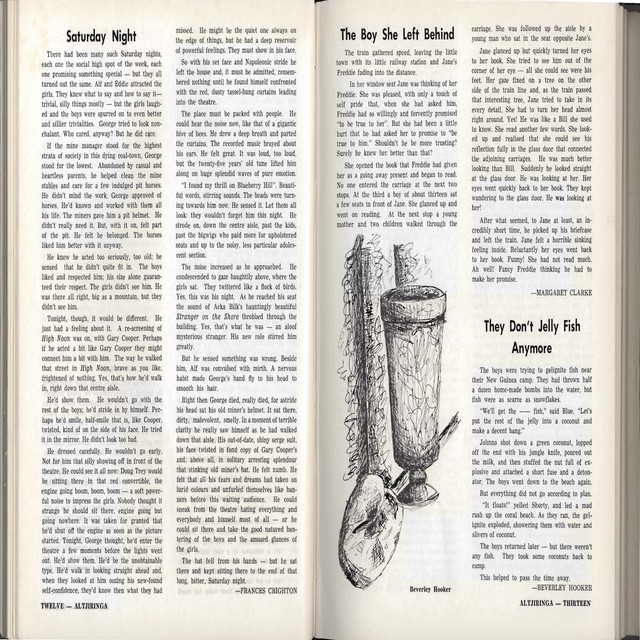 Saturday Night
There had been many such Saturday nights,
each one the social high spot of the week, each
one promising something special — but they all
turned out the same. Alf and Eddie attracted the
girls. They knew what to say and how to say it —
trivial, silly things mostly — but the girls laugh-
ed and the boys were spurred on to even better
and sillier trivialities. George tried to look non-
chalant. Who cared, anyway? But he did care.
If the mine manager stood for the highest
strata of society in this dying coal-town, George
stood for the lowest. Abandoned by casual and
heartless parents, he helped clean the mine
stables and care for a few indulged pit horses.
He didn't mind the work. George approved of
horses. He'd known and worked with them all
his life. The miners gave him a pit helmet. He
didn't really need it. But, with it on, felt part
of the pit. He felt he belonged. The horses
liked him better with it anyway.
He knew he acted too seriously, too old; he
sensed that he didn't quite fit in. The boys
liked and respected him; his size alone guaran-
teed their respect. The girls didn't see him. He
was there all right, big as a mountain, but they
didn't see him.
Tonight, though, it would be different. He
just had a feeling about it. A re-screening of
High Noon was on, with Gary Cooper. Perhaps
if he acted a bit like Gary Cooper they might
connect him a bit with him. The way he walked
that street in High Noon, brave as you like,
frightened of nothing. Yes, that's how he'd walk
in, right down that centre aisle.
He'd show them. He wouldn't go with the
rest of the boys; he'd stride in by himself. Per-
haps he'd smile, half-smile that is, like Cooper,
twisted, kind of on the side of his face. He tried
it in the mirror. He didn't look too bad.
He dressed carefully. He wouldn't go early.
Not for him that silly showing off in front of the
theatre. He could see it all now: Doug Trey would
be sitting there in that red convertible, the
engine going boom, boom, boom — a soft power-
ful noise to impress the girls. Nobody thought it
strange he should sit there, engine going but
going nowhere. It was taken for granted that
he'd shut off the engine as soon as the picture
started. Tonight, George thought, he'd enter the
theatre a few moments before the lights went
out. He'd show them. He'd be the unobtainable
type. He'd walk in looking straight ahead and,
when they looked at him oozing his new-found
self-confidence, they'd know then what they had
TWELVE — ALTJIRINGA
missed. He might be the quiet one always on
the edge of things, but he had a deep reservoir
of powerful feelings. They must show in his face.
So with his set face and Napoleonic stride he
left the house and, it must be admitted, remem-
bered nothing until he found himself confronted
with the red, dusty tassel-hung curtains leading
into the theatre.
The place must be packed with people. He
could hear the noise now, like that of a gigantic
hive of bees. He drew a deep breath and parted
the curtains. The recorded music brayed about
his ears. He felt great. It was loud, too loud,
but the twenty-five years' old tune lifted him
along on huge splendid waves of pure emotion.
"I found my thrill on Blueberry Hill". Beauti-
ful words, stirring sounds. The heads were turn-
ing towards him now. He sensed it. Let them all
look: they wouldn't forget him this night. He
strode on, down the centre aisle, past the kids,
past the bigwigs who paid more for upholstered
seats and up to the noisy, less particular adoles-
cent section.
The noise increased as he approached. He
condescended to gaze haughtily above, where the
girls sat. They twittered like a flock of birds.
Yes, this was his night. As he reached his seat
the sound of Acka Bilk's hauntingly beautiful
Stranger on the Shore throbbed through the
building. Yes, that's what he was — an aloof
mysterious stranger. His new role stirred him
greatly.
But he sensed something was wrong. Beside
him, Alf was convulsed with mirth. A nervous
habit made George's hand fly to his head to
smooth his hair.
Right then George died, really died, for astride
his head sat his old miner's helmet. It sat there,
dirty, malevolent, smelly. In a moment of terrible
clarity he really saw himself as he had walked
down that aisle. His out-of-date, shiny serge suit,
his face twisted in fond copy of Gary Cooper's
and, above all, in solitary arresting splendour
that stinking old miner's hat. He felt numb. He
felt that all his fears and dreams had taken on
lurid colours and unfurled themselves like ban-
ners before this waiting audience. He could
sneak from the theatre hating everything and
everybody and himself most of all — or he
could sit there and take the good natured ban-
tering of the boys and the amused glances of
the girls.
The hat fell from his hands — but he sat
there and kept sitting there to the end of that
long, bitter, Saturday night.
—FRANCES CRIGHTON
The Boy She Left Behind
The train gathered speed, leaving the little
town with its little railway station and Jane's
Freddie fading into the distance.
In her window seat Jane was thinking of her
Freddie. She was pleased, with only a touch of
self pride that, when she had asked him,
Freddie had so willingly and fervently promised
"to be true to her". But she had been a little
hurt that he had asked her to promise to "be
true to him." Shouldn't he be more trusting?
Surely he knew her better than that?
She opened the book that Freddie had given
her as a going away present and began to read.
No one entered the carriage at the next two
stops. At the third a boy of about thirteen sat
a few seats in front of Jane. She glanced up and
went on reading. At the next stop a young
mother and two children walked through the
Beverley Hooker
carriage. She was followed up the aisle by a
young man who sat in the seat opposite Jane's.
Jane glanced up but quickly turned her eyes
to her book. She tried to see him out of the
corner of her eye — all she could see were his
feet. Her gaze fixed on a tree on the other
side of the train line and, as the train passed
that interesting tree, Jane tried to take in its
every detail. She had to turn her head almost
right around. Yes! He was like a Bill she used
to know. She read another few words. She look-
ed up and realised that she could see his
reflection fully in the glass door that connected
the adjoining carriages. He was much better
looking than Bill. Suddenly he looked straight
at the glass door. He was looking at her. Her
eyes went quickly back to her book. They kept
wandering to the glass door. He was looking at
her!
After what seemed, to Jane at least, an in-
credibly short time, he picked up his briefcase
and left the train. Jane felt a horrible sinking
feeling inside. Reluctantly her eyes went back
to her book. Funny! She had not read much.
Ah well! Fancy Freddie thinking he had to
make her promise.
—MARGARET CLARKE
They Don't Jelly Fish
Anymore
The boys were trying to gelignite fish near
their New Guinea camp. They had thrown half
a dozen home-made bombs into the water, but
fish were as scarce as snowflakes.
"We'll get the —— fish," said Blue. "Let's
put the rest of the jelly into a coconut and
make a decent bang."
Johnno shot down a green coconut, lopped
off the end with his jungle knife, poured out
the milk, and then stuffed the nut full of ex-
plosive and attached a short fuse and a deton-
ator. The boys went down to the beach again.
But everything did not go according to plan.
"It floats!" yelled Shorty, and led a mad
rush up the coral beach. As they ran, the gel-
ignite exploded, showering them with water and
slivers of coconut.
The boys returned later — but there weren't
any fish. They took some coconuts back to
camp.
This helped to pass the time away.
—BEVERLEY HOOKER
ALTJIRINGA — THIRTEEN